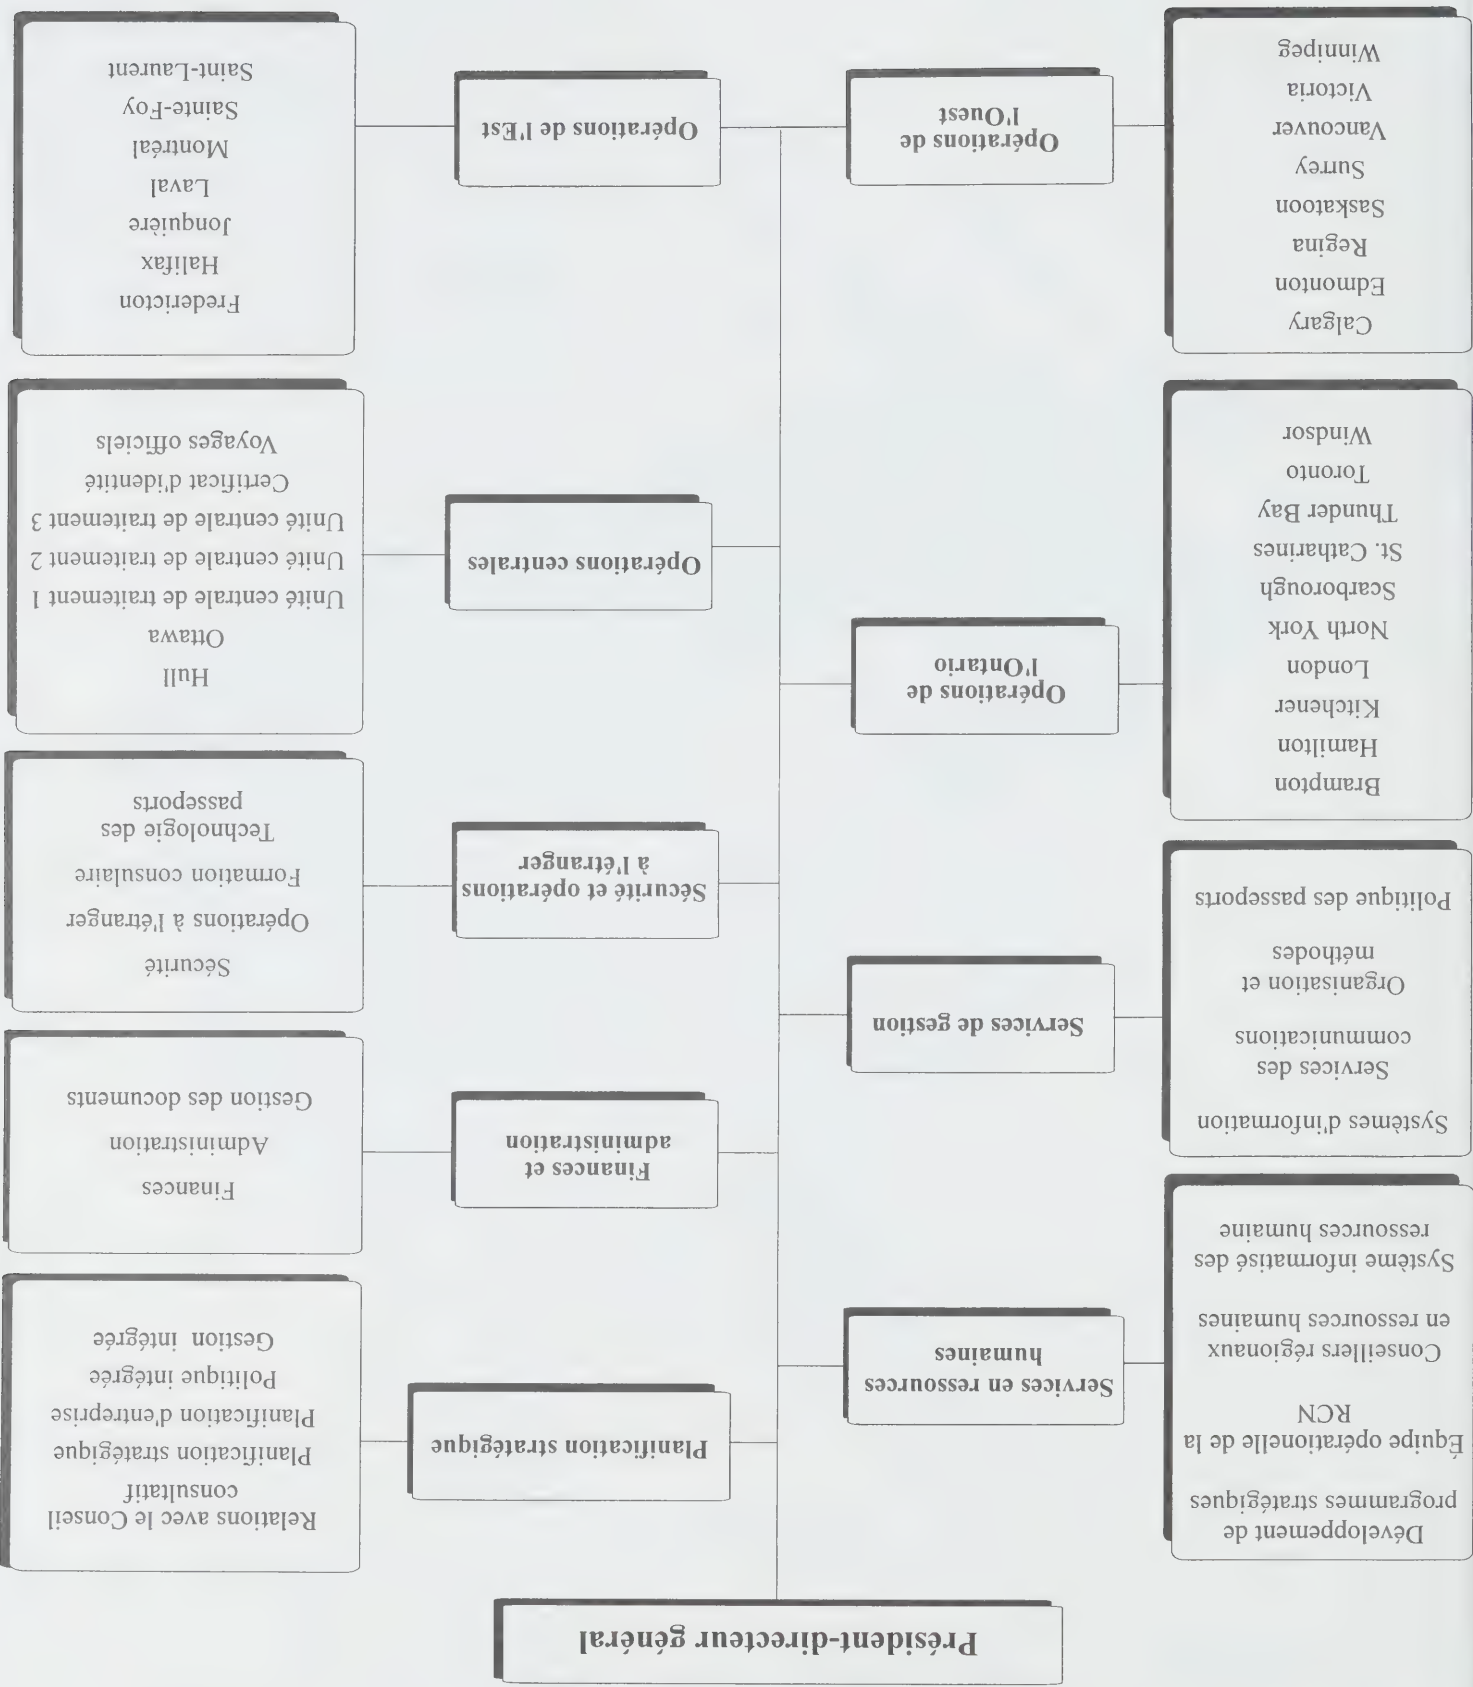 Président-directeur général
Développement de
programmes stratégiques
Équipe opérationelle de la
RCN
Conseillers régionaux
en ressources humaines
Système informatisé des
ressources humaine
Services en ressources
humaines
Planification stratégique
Relations avec le Conseil
consultatif
Planification stratégique
Planification d'entreprise
Politique intégrée
Gestion intégrée
Systèmes d'information
Services des
communications
Organisation et
méthodes
Politique des passeports
Services de gestion
Finances et
administration
Finances
Administration
Gestion des documents
Sécurité et opérations
à l'étranger
Sécurité
Opérations à l'étranger
Formation consulaire
Technologie des
passeports
Brampton
Hamilton
Kitchener
London
North York
Scarborough
St. Catharines
Thunder Bay
Toronto
Windsor
Opérations de
l'Ontario
Opérations centrales
Hull
Ottawa
Unité centrale de traitement 1
Unité centrale de traitement 2
Unité centrale de traitement 3
Certificat d'identité
Voyages officiels
Calgary
Edmonton
Regina
Saskatoon
Surrey
Vancouver
Victoria
Winnipeg
Opérations de
l'Ouest
Opérations de l'Est
Fredericton
Halifax
Jonquière
Laval
Montréal
Sainte-Foy
Saint-Laurent